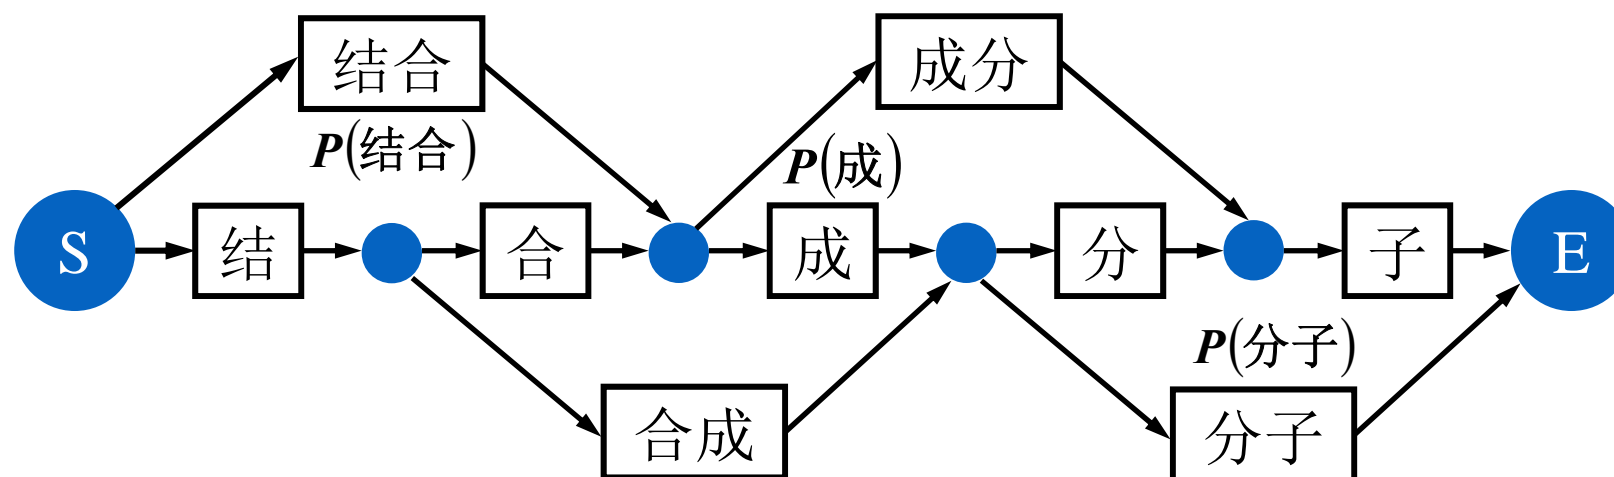 结合
成分
P(结合)
P(成)
S
结
合
成
分
子
E
P(分子)
合成
分子